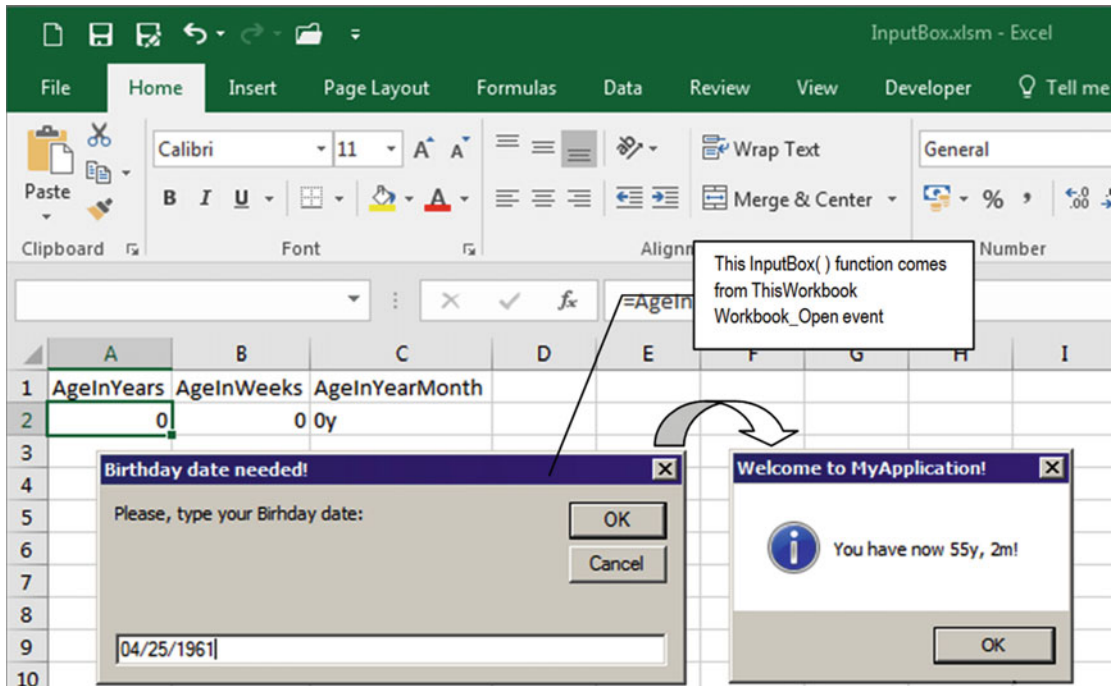 InputBox.xlsm - Excel
File Home Insert Page Layout Formulas Data Review View Developer Tell me
Calibri 11 A A Wrap Text General
Paste B I U A Merge & Center % , .0 .00
Clipboard Font Number
This InputBox( ) function comes
from ThisWorkbook
Workbook_Open event
fx
A B C D E F G H I
1 AgeInYears AgeInWeeks AgeInYearMonth
2 0 0 0y
3
Birthday date needed! Welcome to MyApplication!
4
5 Please, type your Birhday date: OK
6 You have now 55y, 2m!
7 Cancel
8
9 04/25/1961 OK
10